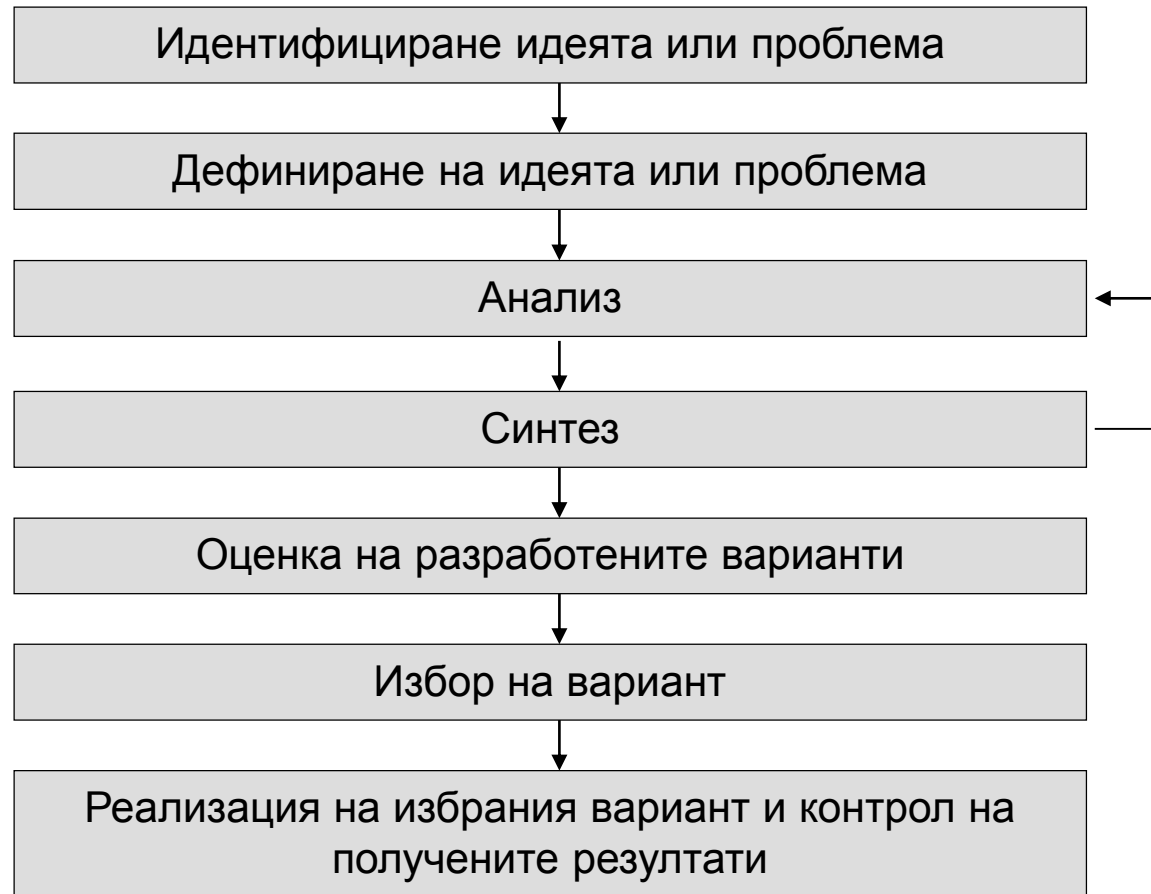 Идентифициране идеята или проблема
Дефиниране на идеята или проблема
Анализ
Синтез
Оценка на разработените варианти
Избор на вариант
Реализация на избрания вариант и контрол на
получените резултати